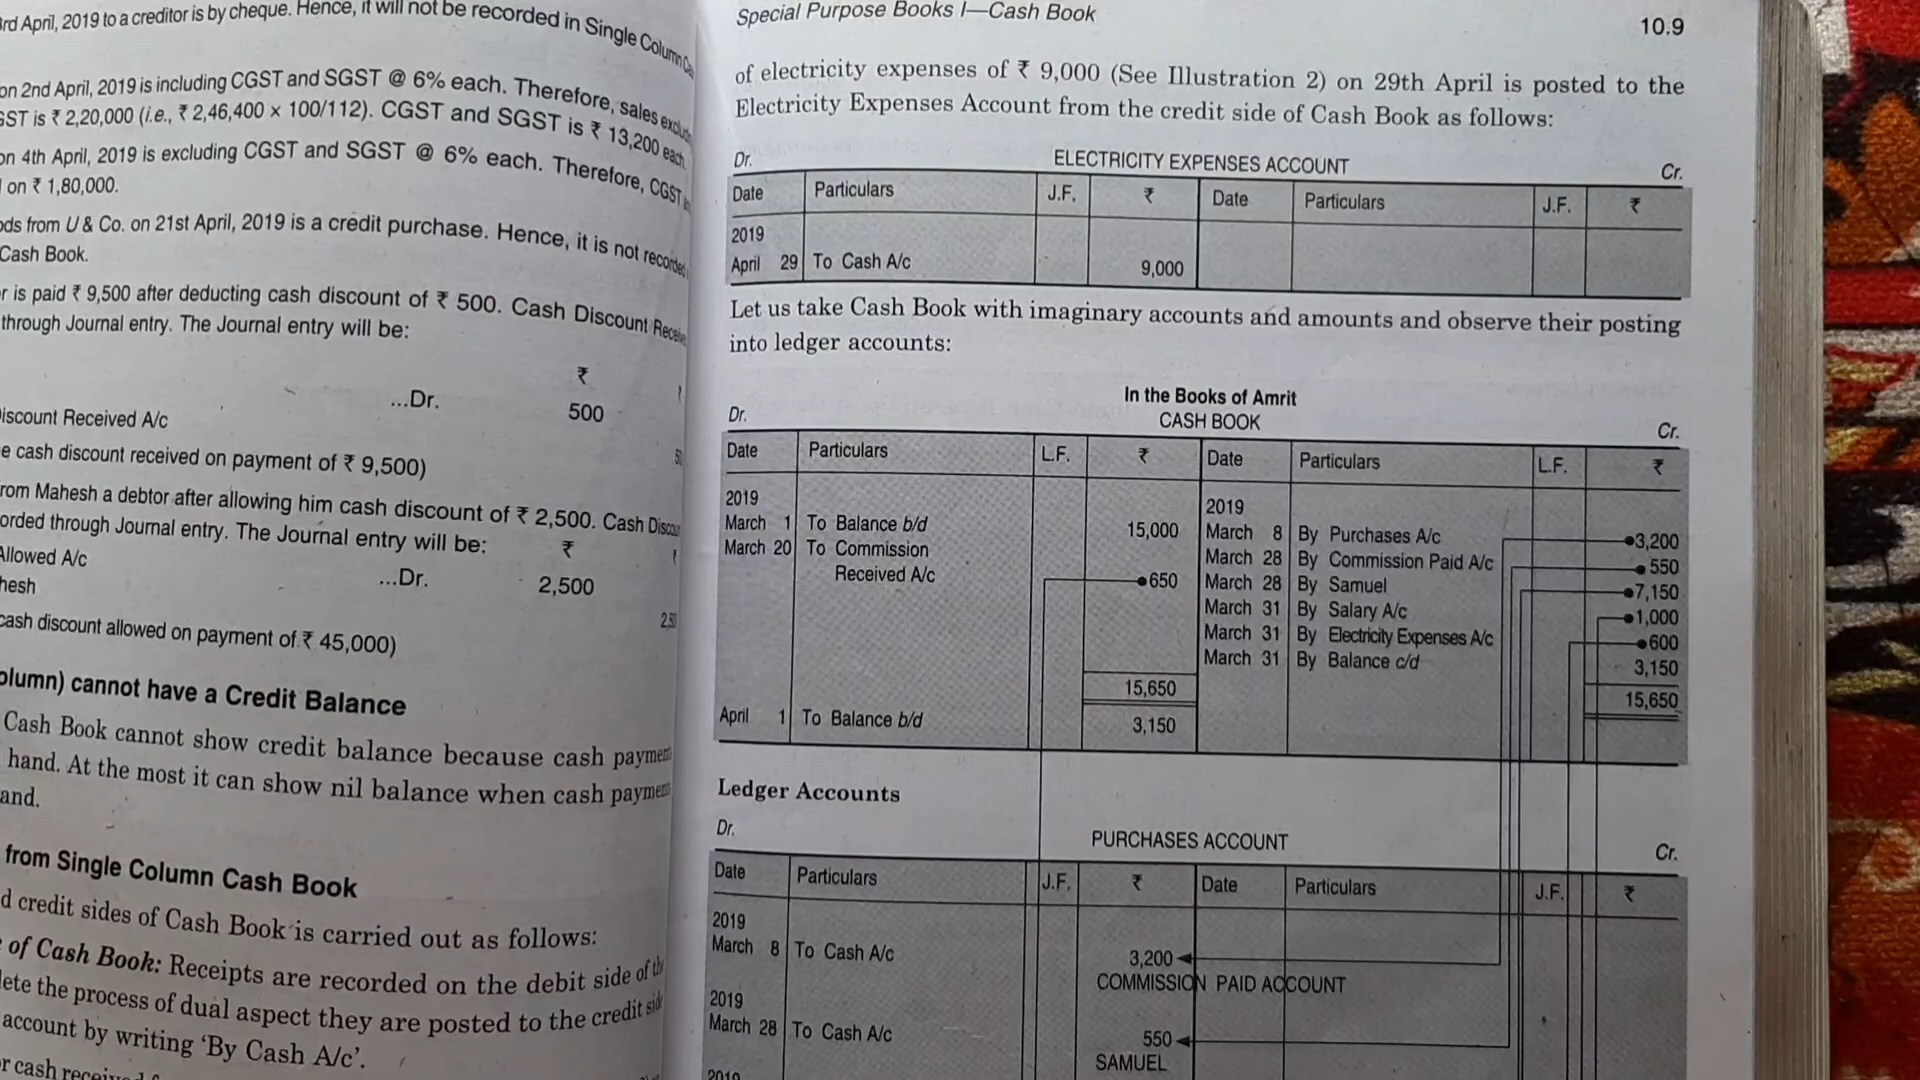 3rd April, 2019 to a creditor is by cheque. Hence, it will not be recorded in Single Column
on 2nd April, 2019 is including CGST and SGST @ 6% each. Therefore, sales
GST is ₹ 2,20,000 (i.e., ₹ 2,46,400 × 100/112). CGST and SGST is ₹ 13,200 each.
on 4th April, 2019 is excluding CGST and SGST @ 6% each. Therefore, CGST
on ₹ 1,80,000.
from U & Co. on 21st April, 2019 is a credit purchase. Hence, it is not recorded
Cash Book.
is paid ₹ 9,500 after deducting cash discount of ₹ 500. Cash Discount
through Journal entry. The Journal entry will be:
₹
...Dr. 500
Discount Received A/c
cash discount received on payment of ₹ 9,500)
from Mahesh a debtor after allowing him cash discount of ₹ 2,500. Cash
through Journal entry. The Journal entry will be:
₹
Allowed A/c ...Dr. 2,500
cash discount allowed on payment of ₹ 45,000)
cannot have a Credit Balance
Cash Book cannot show credit balance because cash
hand. At the most it can show nil balance when cash
from Single Column Cash Book
credit sides of Cash Book is carried out as follows:
of Cash Book: Receipts are recorded on the debit side of
the process of dual aspect they are posted to the credit
account by writing ‘By Cash A/c’.
cash
Special Purpose Books I—Cash Book 10.9
of electricity expenses of ₹ 9,000 (See Illustration 2) on 29th April is posted to the
Electricity Expenses Account from the credit side of Cash Book as follows:
Dr. ELECTRICITY EXPENSES ACCOUNT Cr.
Date Particulars J.F. ₹ Date Particulars J.F. ₹
2019
April 29 To Cash A/c 9,000
Let us take Cash Book with imaginary accounts and amounts and observe their posting
into ledger accounts:
In the Books of Amrit
Dr. CASH BOOK Cr.
Date Particulars L.F. ₹ Date Particulars L.F. ₹
2019 2019
March 1 To Balance b/d 15,000 March 8 By Purchases A/c 3,200
March 20 To Commission March 28 By Commission Paid A/c 550
Received A/c 650 March 28 By Samuel 7,150
March 31 By Salary A/c 1,000
March 31 By Electricity Expenses A/c 600
March 31 By Balance c/d 3,150
15,650 15,650
April 1 To Balance b/d 3,150
Ledger Accounts
Dr. PURCHASES ACCOUNT Cr.
Date Particulars J.F. ₹ Date Particulars J.F. ₹
2019
March 8 To Cash A/c 3,200
COMMISSION PAID ACCOUNT
2019
March 28 To Cash A/c 550
SAMUEL
2019